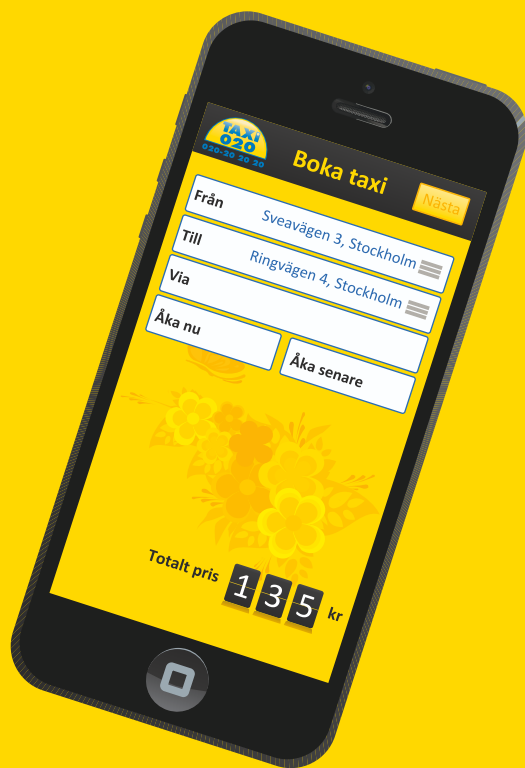 TAXi
020
020-20 20 20
Boka taxi
Nästa
Från Sveavägen 3, Stockholm
Till Ringvägen 4, Stockholm
Via
Åka nu Åka senare
Totalt pris 135 kr